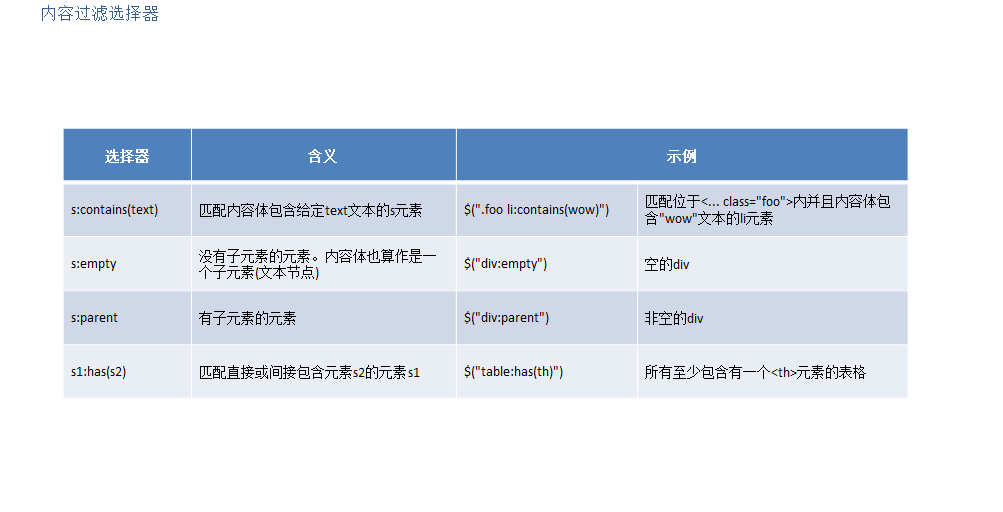 内容过滤选择器
选择器 含义 示例
s:contains(text) 匹配内容体包含给定text文本的s元素 $(".foo li:contains(wow)") 匹配位于<... class="foo">内并且内容体包
含"wow"文本的li元素
s:empty 没有子元素的元素。内容体也算作是一
个子元素(文本节点) $("div:empty") 空的div
s:parent 有子元素的元素 $("div:parent") 非空的div
s1:has(s2) 匹配直接或间接包含元素s2的元素s1 $("table:has(th)") 所有至少包含有一个<th>元素的表格